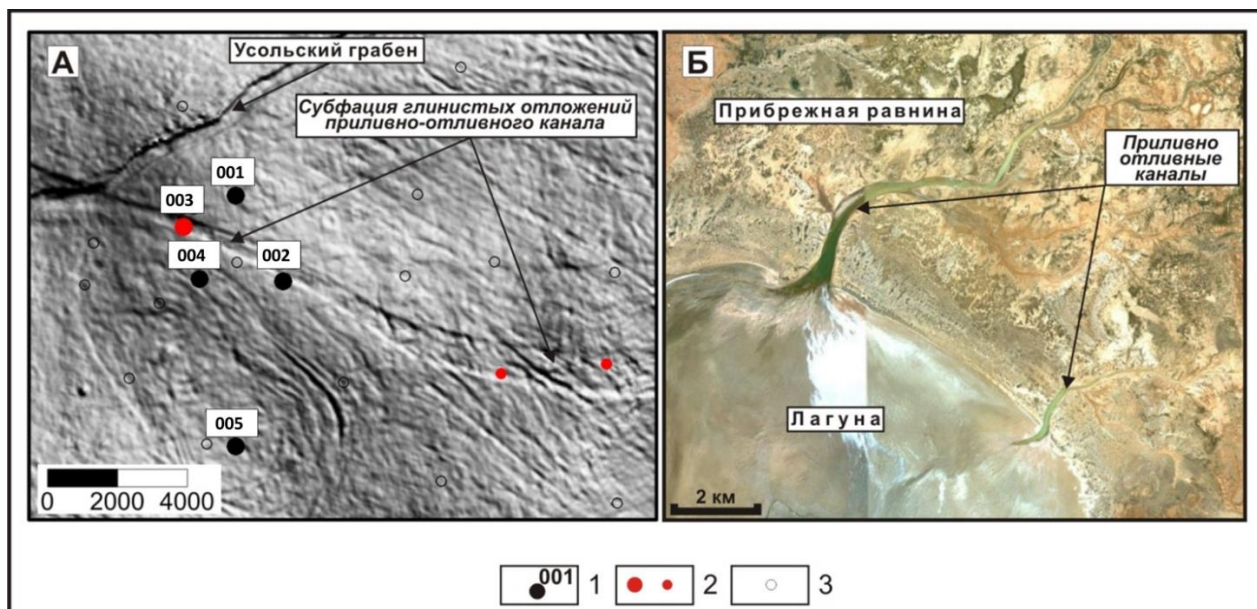 А
Усольский грабен
Субфация глинистых отложений
приливно-отливного канала
001
003
004
002
005
0 2000 4000
Б
Прибрежная равнина
Приливно
отливные
каналы
Лагуна
2 км
001 1
2
3